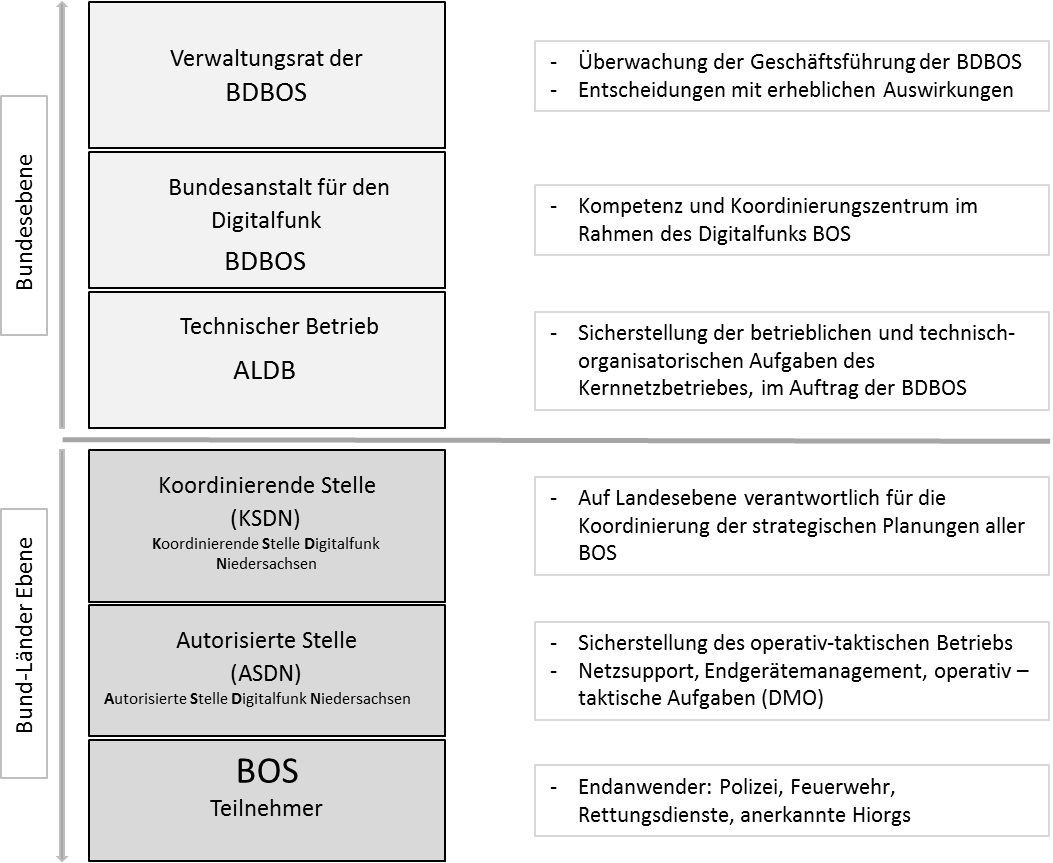 Bundesebene
Verwaltungsrat der
BDBOS
- Überwachung der Geschäftsführung der BDBOS
- Entscheidungen mit erheblichen Auswirkungen
Bundesanstalt für den
Digitalfunk
BDBOS
- Kompetenz und Koordinierungszentrum im
Rahmen des Digitalfunks BOS
Technischer Betrieb
ALDB
- Sicherstellung der betrieblichen und technisch-
organisatorischen Aufgaben des
Kernnetzbetriebes, im Auftrag der BDBOS
Bund-Länder Ebene
Koordinierende Stelle
(KSDN)
Koordinierende Stelle Digitalfunk
Niedersachsen
- Auf Landesebene verantwortlich für die
Koordinierung der strategischen Planungen aller
BOS
Autorisierte Stelle
(ASDN)
Autorisierte Stelle Digitalfunk Niedersachsen
- Sicherstellung des operativ-taktischen Betriebs
- Netzsupport, Endgerätemanagement, operativ –
taktische Aufgaben (DMO)
BOS
Teilnehmer
- Endanwender: Polizei, Feuerwehr,
Rettungsdienste, anerkannte Hiorgs